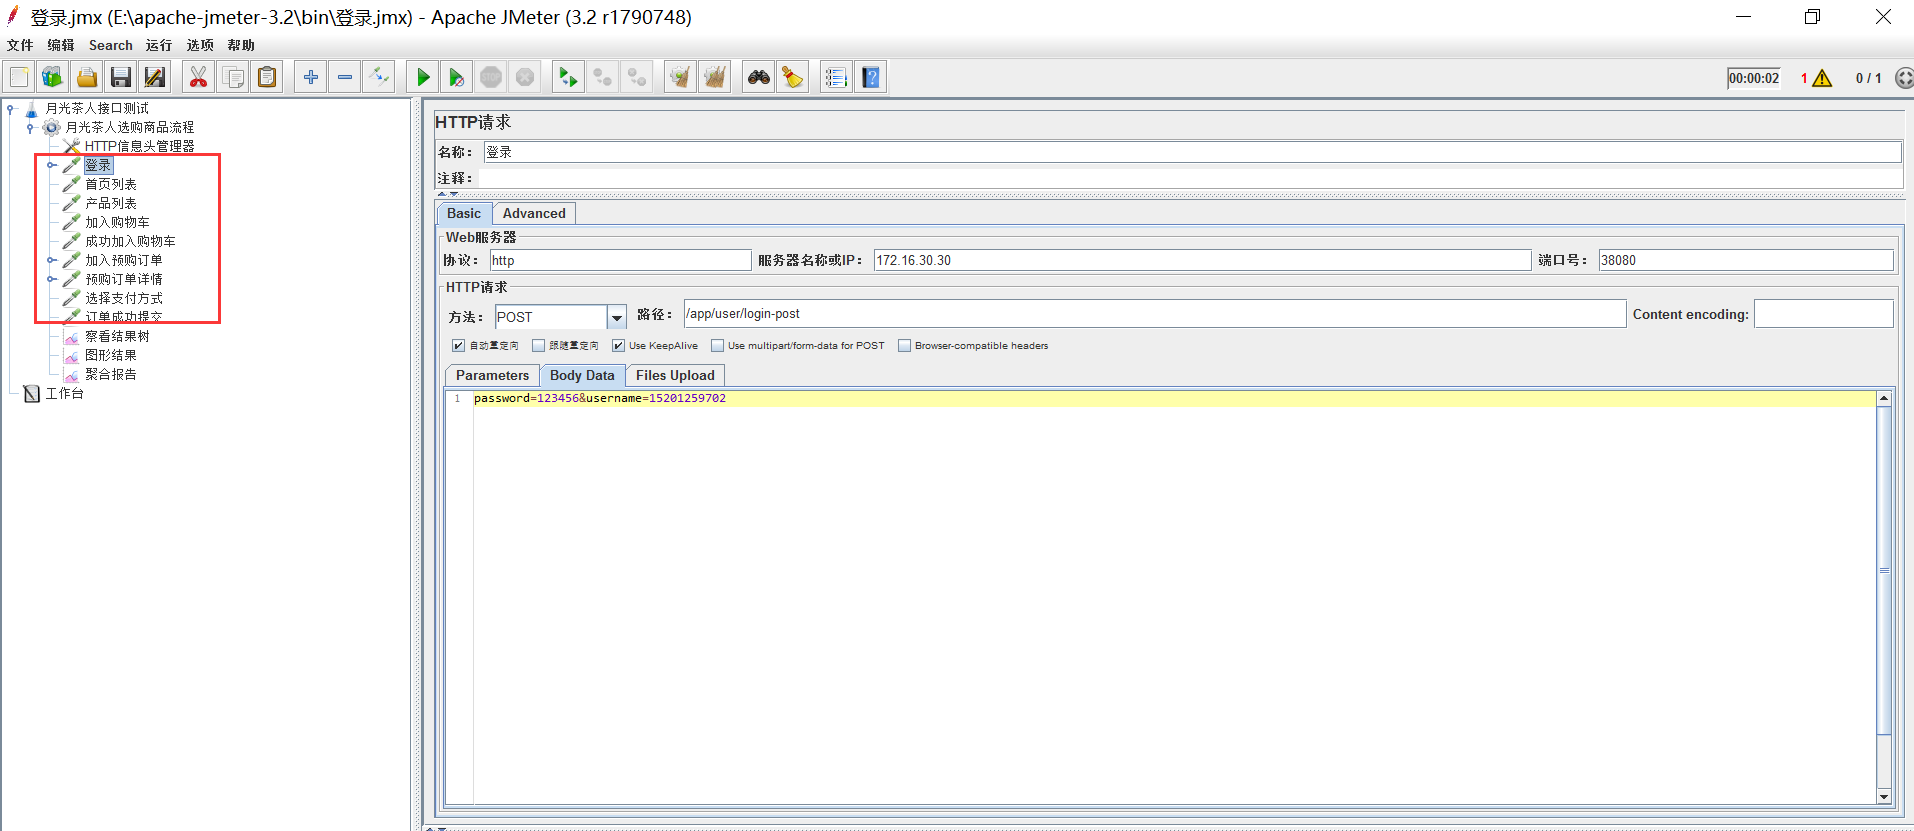 登录.jmx (E:\apache-jmeter-3.2\bin\登录.jmx) - Apache JMeter (3.2 r1790748)
文件 编辑 Search 运行 选项 帮助
STOP
00:00:02 1 0 / 1
月光茶人接口测试
月光茶人选购商品流程
HTTP信息头管理器
登录
首页列表
产品列表
加入购物车
成功加入购物车
加入预购订单
预购订单详情
选择支付方式
订单成功提交
察看结果树
图形结果
聚合报告
工作台
HTTP请求
名称： 登录
注释：
Basic Advanced
Web服务器
协议： http 服务器名称或IP： 172.16.30.30 端口号： 38080
HTTP请求
方法： POST 路径： /app/user/login-post Content encoding:
自动重定向 跟随重定向 Use KeepAlive Use multipart/form-data for POST Browser-compatible headers
Parameters Body Data Files Upload
1 password=123456&username=15201259702